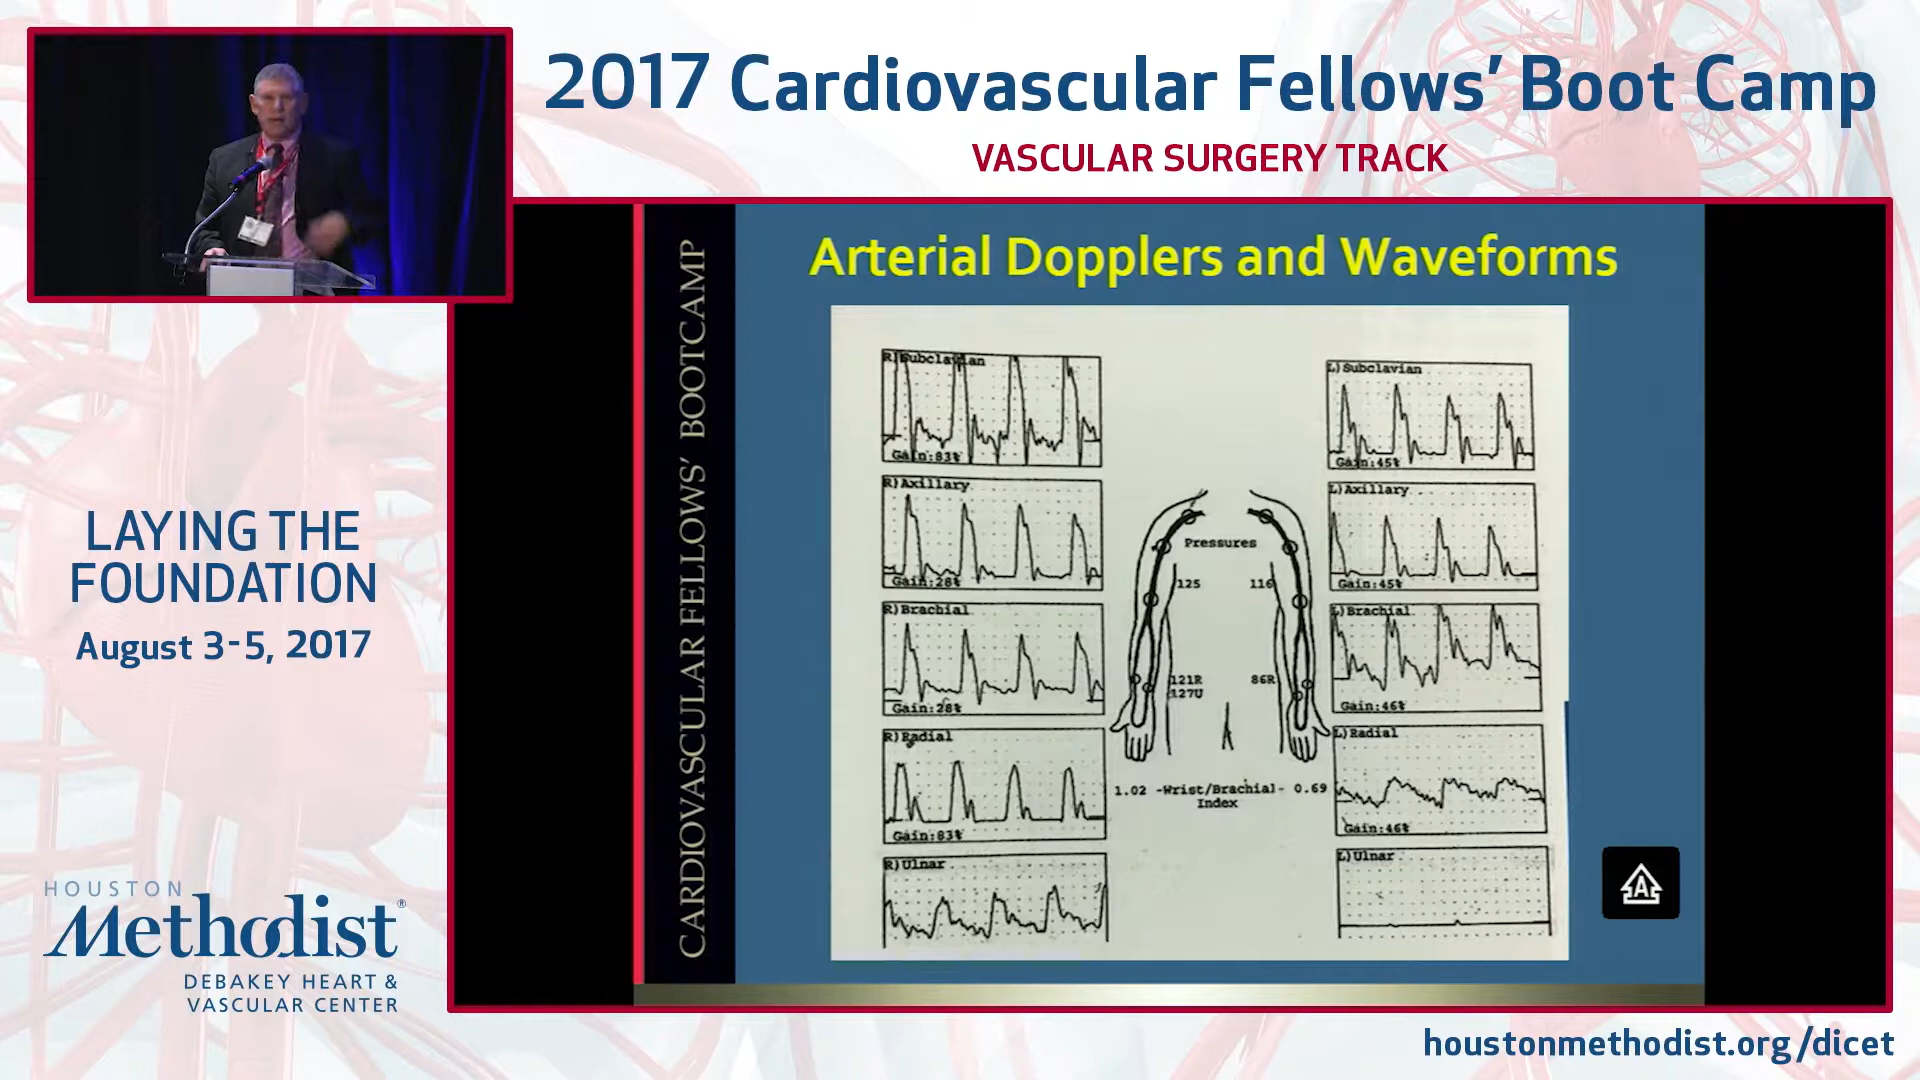 2017 Cardiovascular Fellows' Boot Camp
VASCULAR SURGERY TRACK
LAYING THE
FOUNDATION
August 3-5, 2017
HOUSTON
Methodist®
DEBAKEY HEART &
VASCULAR CENTER
CARDIOVASCULAR FELLOWS' BOOTCAMP
Arterial Dopplers and Waveforms
R)Subclavian
Gain:83%
R)Axillary
Gain:28%
R)Brachial
Gain:28%
R)Radial
Gain:83%
R)Ulnar
Pressures
125 116
121R 86R
127U
1.02 -Wrist/Brachial- 0.69
Index
L)Subclavian
Gain:45%
L)Axillary
Gain:45%
L)Brachial
Gain:46%
L)Radial
Gain:46%
L)Ulnar
A
houstonmethodist.org/dicet